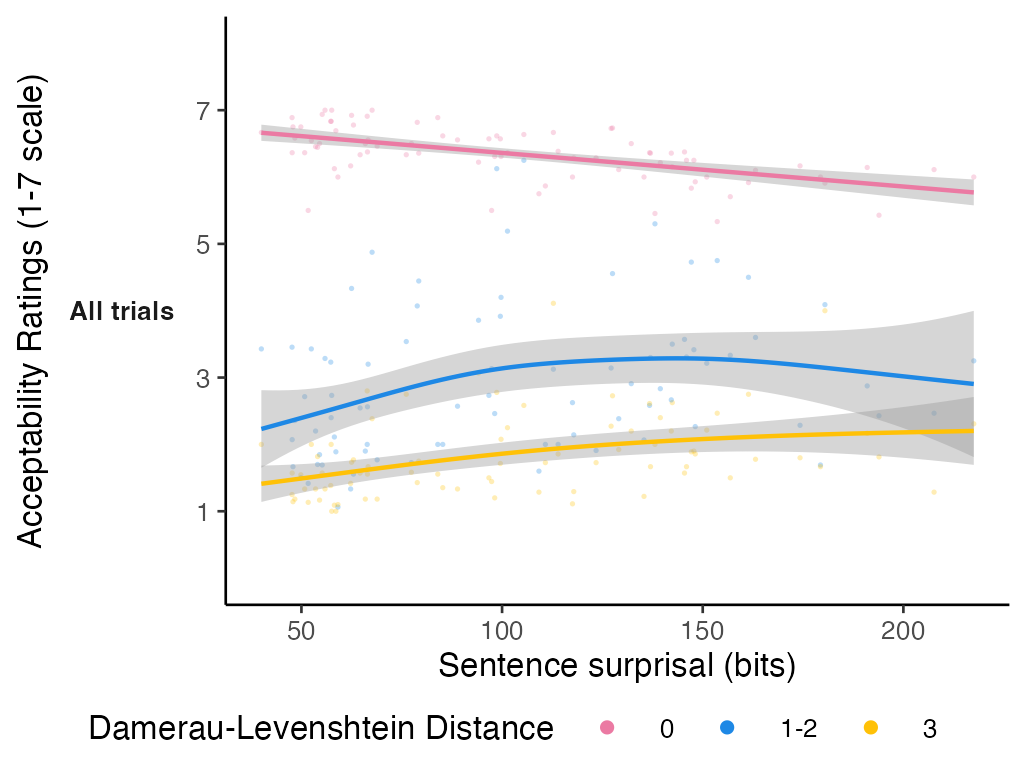 Acceptability Ratings (1-7 scale)
All trials
7
5
3
1
50 100 150 200
Sentence surprisal (bits)
Damerau-Levenshtein Distance 0 1-2 3